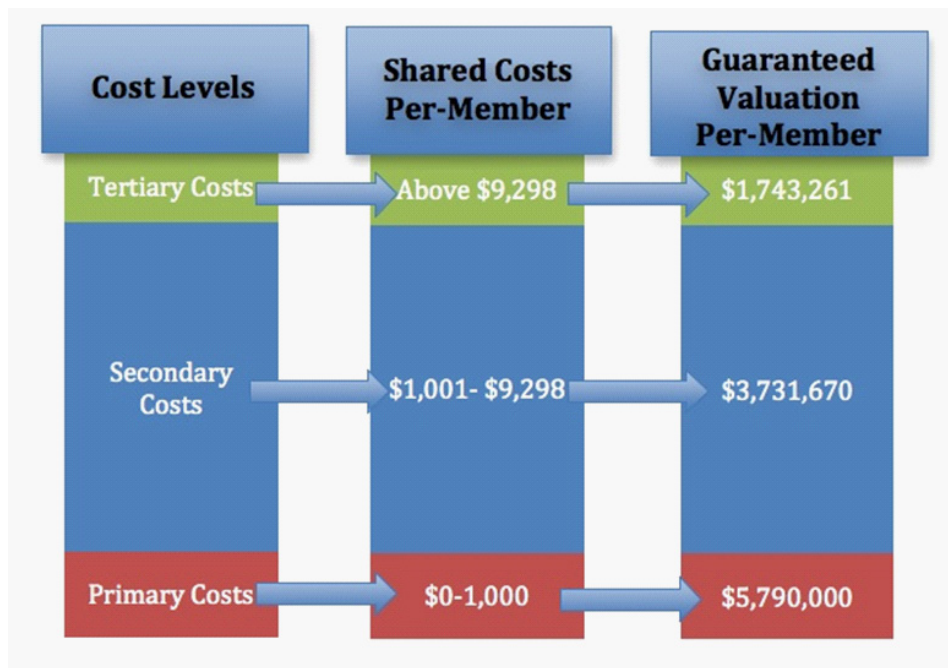 Cost Levels
Shared Costs
Per-Member
Guaranteed
Valuation
Per-Member
Tertiary Costs
Above $9,298
$1,743,261
Secondary
Costs
$1,001- $9,298
$3,731,670
Primary Costs
$0-1,000
$5,790,000